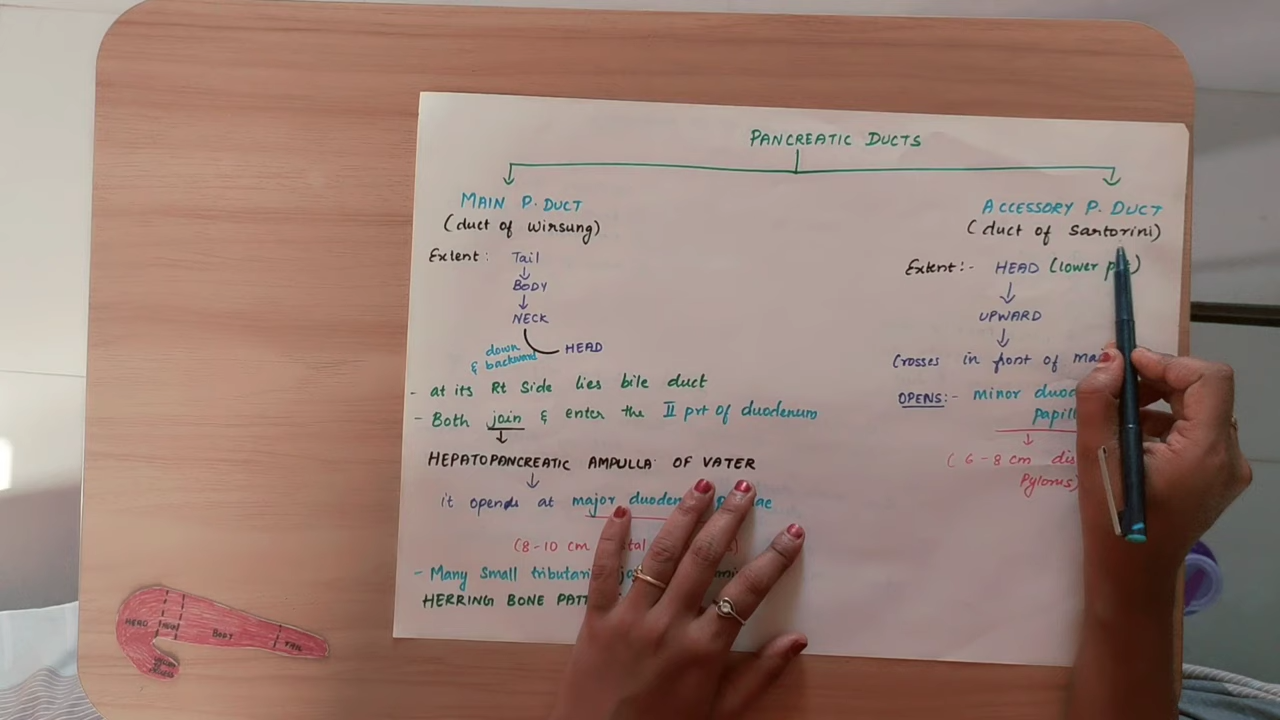 PANCREATIC DUCTS
MAIN P. DUCT
(duct of Wirsung)
Extent: Tail
BODY
NECK
down
& backward
HEAD
- at its Rt Side lies bile duct
- Both join & enter the II prt of duodenum
HEPATOPANCREATIC AMPULLA OF VATER
it opens at major
(8-10 cm
- Many Small
HERRING BONE
ACCESSORY P. DUCT
(duct of Sartorini)
Extent:- HEAD (lower
UPWARD
Crosses in front of
OPENS:- minor
(6-8 cm
Pylorus)
HEAD
BODY
TAIL